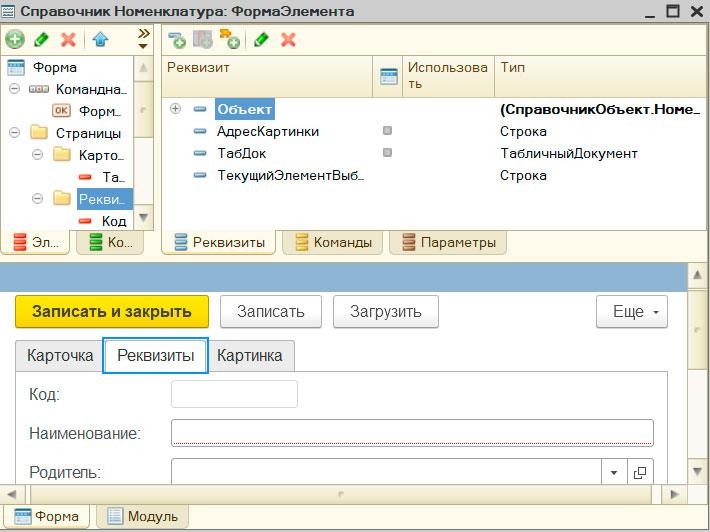 Справочник Номенклатура: ФормаЭлемента
Форма
Командна...
OK Форм...
Страницы
Карто...
Та...
Рекви...
Код
Эл...
Ко...
Реквизит
Использова
ть
Тип
Объект
(СправочникОбъект.Номе...
АдресКартинки
Строка
ТабДок
ТабличныйДокумент
ТекущийЭлементВыб...
Строка
Реквизиты
Команды
Параметры
Записать и закрыть
Записать
Загрузить
Еще
Карточка
Реквизиты
Картинка
Код:
Наименование:
Родитель:
Форма
Модуль